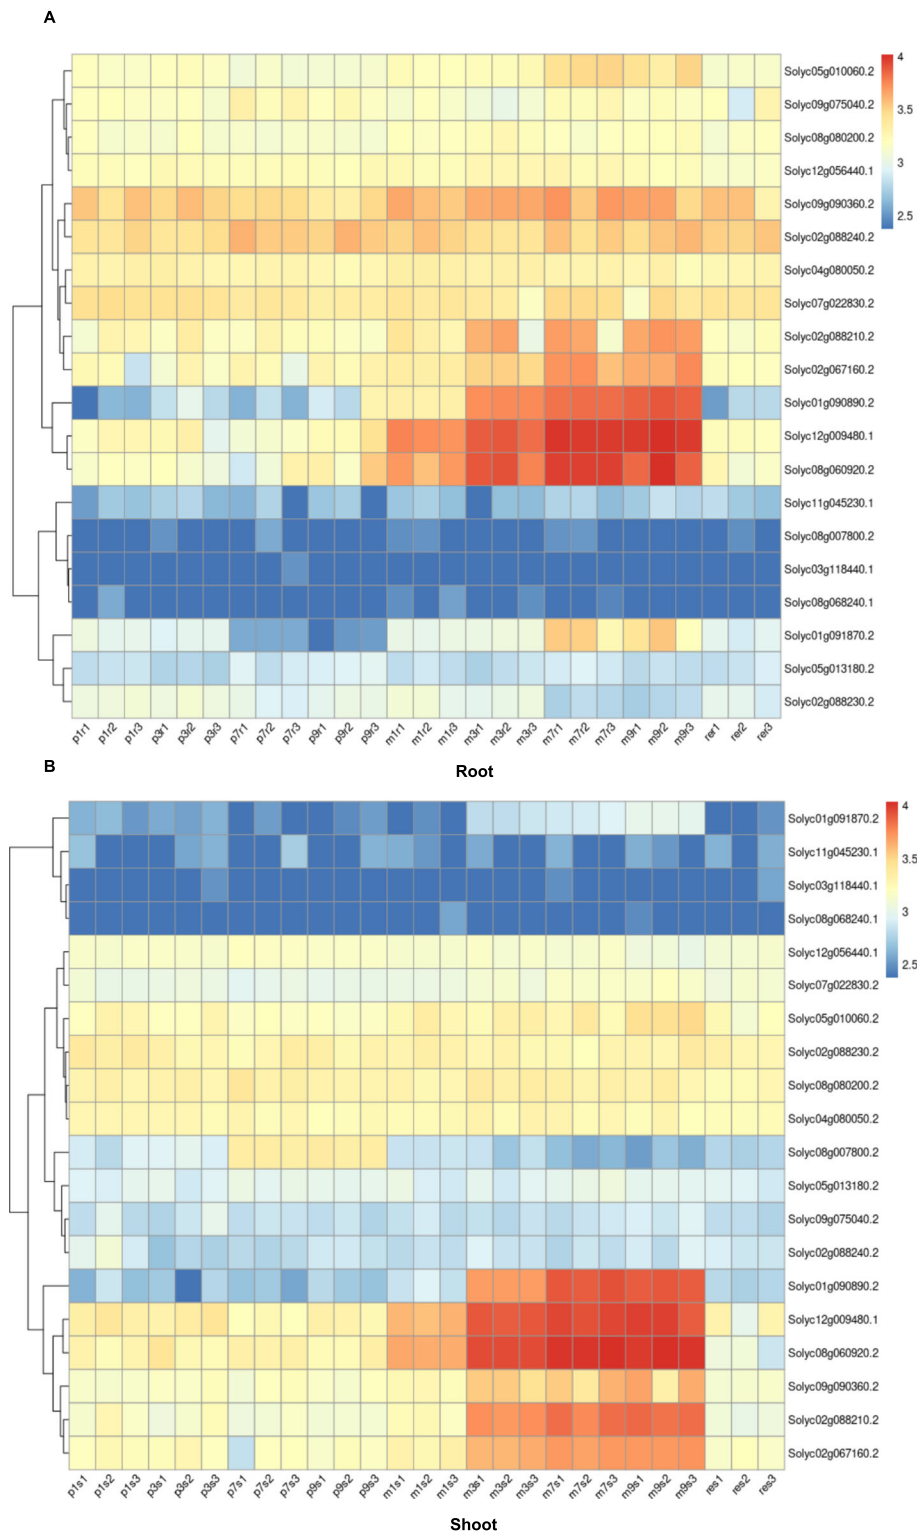 A
4
3.5
3
2.5
Solyc05g010060.2
Solyc09g075040.2
Solyc08g080200.2
Solyc12g056440.1
Solyc09g090360.2
Solyc02g088240.2
Solyc04g080050.2
Solyc07g022830.2
Solyc02g088210.2
Solyc02g067160.2
Solyc01g090890.2
Solyc12g009480.1
Solyc08g060920.2
Solyc11g045230.1
Solyc08g007800.2
Solyc03g118440.1
Solyc08g068240.1
Solyc01g091870.2
Solyc05g013180.2
Solyc02g088230.2
p1r1 p1r2 p1r3 p3r1 p3r2 p3r3 p7r1 p7r2 p7r3 p9r1 p9r2 p9r3 m1r1 m1r2 m1r3 m3r1 m3r2 m3r3 m7r1 m7r2 m7r3 m9r1 m9r2 m9r3 rer1 rer2 rer3
Root
B
4
3.5
3
2.5
Solyc01g091870.2
Solyc11g045230.1
Solyc03g118440.1
Solyc08g068240.1
Solyc12g056440.1
Solyc07g022830.2
Solyc05g010060.2
Solyc02g088230.2
Solyc08g080200.2
Solyc04g080050.2
Solyc08g007800.2
Solyc05g013180.2
Solyc09g075040.2
Solyc02g088240.2
Solyc01g090890.2
Solyc12g009480.1
Solyc08g060920.2
Solyc09g090360.2
Solyc02g088210.2
Solyc02g067160.2
p1s1 p1s2 p1s3 p3s1 p3s2 p3s3 p7s1 p7s2 p7s3 p9s1 p9s2 p9s3 m1s1 m1s2 m1s3 m3s1 m3s2 m3s3 m7s1 m7s2 m7s3 m9s1 m9s2 m9s3 res1 res2 res3
Shoot